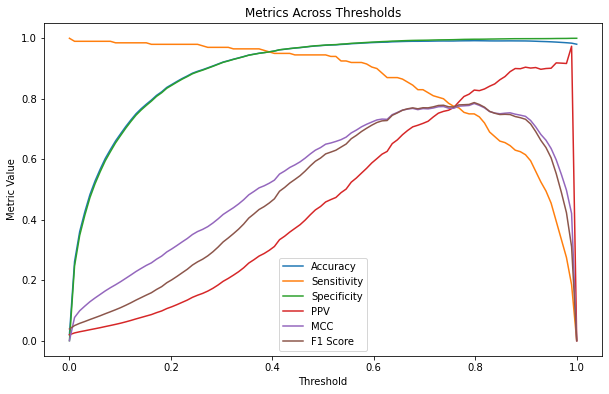 Metrics Across Thresholds
1.0
0.8
0.6
0.4
0.2
0.0
Metric Value
Accuracy
Sensitivity
Specificity
PPV
MCC
F1 Score
0.0 0.2 0.4 0.6 0.8 1.0
Threshold